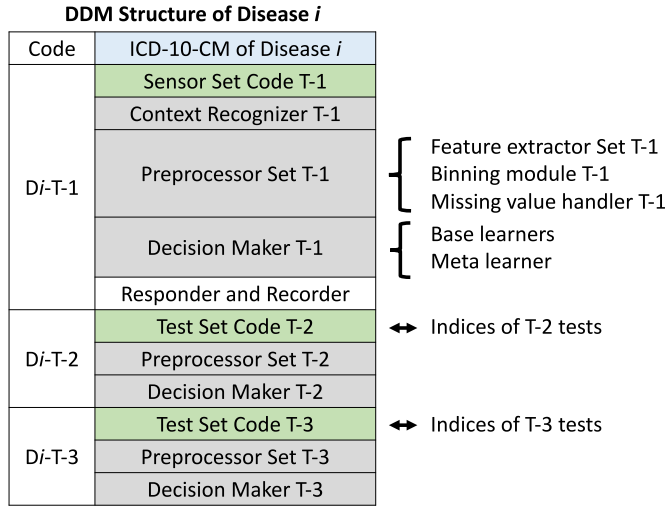 DDM Structure of Disease i
Code
ICD-10-CM of Disease i
Di-T-1
Sensor Set Code T-1
Context Recognizer T-1
Preprocessor Set T-1
Feature extractor Set T-1
Binning module T-1
Missing value handler T-1
Decision Maker T-1
Base learners
Meta learner
Responder and Recorder
Di-T-2
Test Set Code T-2
Indices of T-2 tests
Preprocessor Set T-2
Decision Maker T-2
Di-T-3
Test Set Code T-3
Indices of T-3 tests
Preprocessor Set T-3
Decision Maker T-3